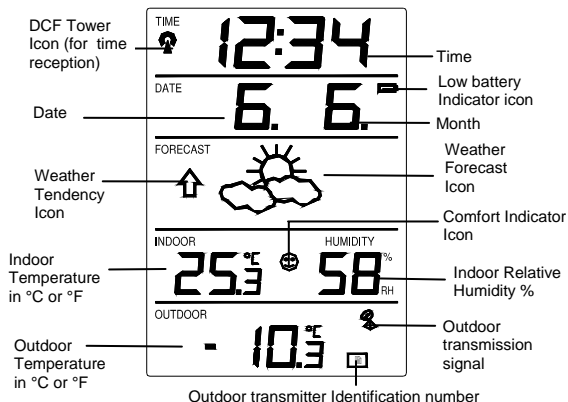 DCF Tower
Icon (for time
reception)
TIME
12:34
Time
DATE
6. 6.
Date
Low battery
Indicator icon
Month
FORECAST
Weather
Tendency
Icon
Weather
Forecast
Icon
Comfort Indicator
Icon
INDOOR
HUMIDITY
25.3 °C
58 % RH
Indoor
Temperature
in °C or °F
Indoor Relative
Humidity %
OUTDOOR
-10.3 °C
Outdoor
Temperature
in °C or °F
Outdoor
transmission
signal
Outdoor transmitter Identification number